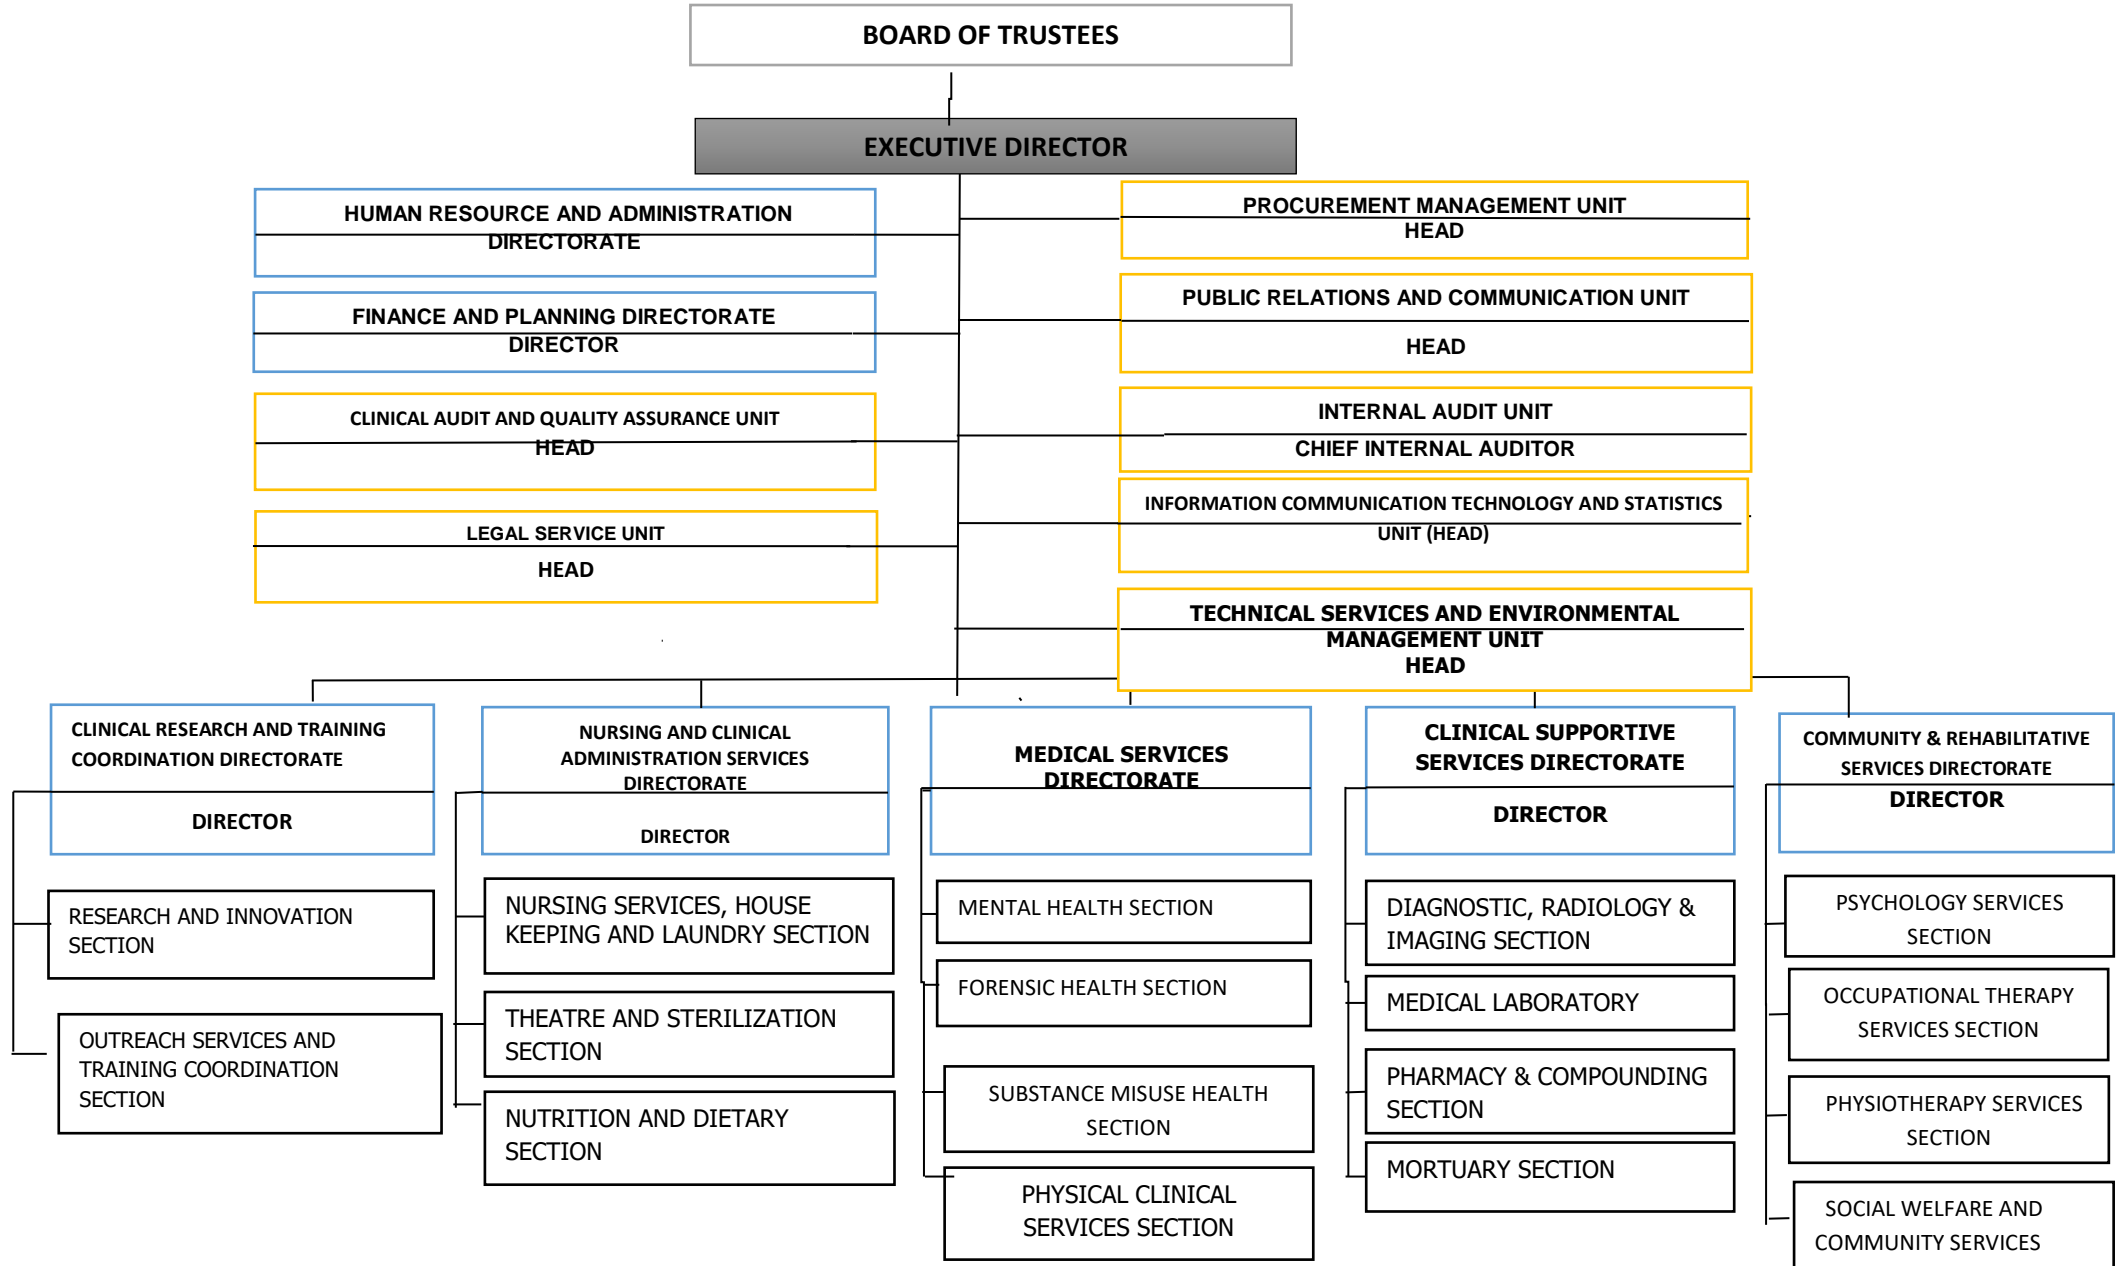 BOARD OF TRUSTEES
EXECUTIVE DIRECTOR
HUMAN RESOURCE AND ADMINISTRATION
DIRECTORATE
PROCUREMENT MANAGEMENT UNIT
HEAD
FINANCE AND PLANNING DIRECTORATE
DIRECTOR
PUBLIC RELATIONS AND COMMUNICATION UNIT
HEAD
CLINICAL AUDIT AND QUALITY ASSURANCE UNIT
HEAD
INTERNAL AUDIT UNIT
CHIEF INTERNAL AUDITOR
LEGAL SERVICE UNIT
HEAD
INFORMATION COMMUNICATION TECHNOLOGY AND STATISTICS
UNIT (HEAD)
TECHNICAL SERVICES AND ENVIRONMENTAL
MANAGEMENT UNIT
HEAD
CLINICAL RESEARCH AND TRAINING
COORDINATION DIRECTORATE
DIRECTOR
RESEARCH AND INNOVATION
SECTION
OUTREACH SERVICES AND
TRAINING COORDINATION
SECTION
NURSING AND CLINICAL
ADMINISTRATION SERVICES
DIRECTORATE
DIRECTOR
NURSING SERVICES, HOUSE
KEEPING AND LAUNDRY SECTION
THEATRE AND STERILIZATION
SECTION
NUTRITION AND DIETARY
SECTION
MEDICAL SERVICES
DIRECTORATE
MENTAL HEALTH SECTION
FORENSIC HEALTH SECTION
SUBSTANCE MISUSE HEALTH
SECTION
PHYSICAL CLINICAL
SERVICES SECTION
CLINICAL SUPPORTIVE
SERVICES DIRECTORATE
DIRECTOR
DIAGNOSTIC, RADIOLOGY &
IMAGING SECTION
MEDICAL LABORATORY
PHARMACY & COMPOUNDING
SECTION
MORTUARY SECTION
COMMUNITY & REHABILITATIVE
SERVICES DIRECTORATE
DIRECTOR
PSYCHOLOGY SERVICES
SECTION
OCCUPATIONAL THERAPY
SERVICES SECTION
PHYSIOTHERAPY SERVICES
SECTION
SOCIAL WELFARE AND
COMMUNITY SERVICES